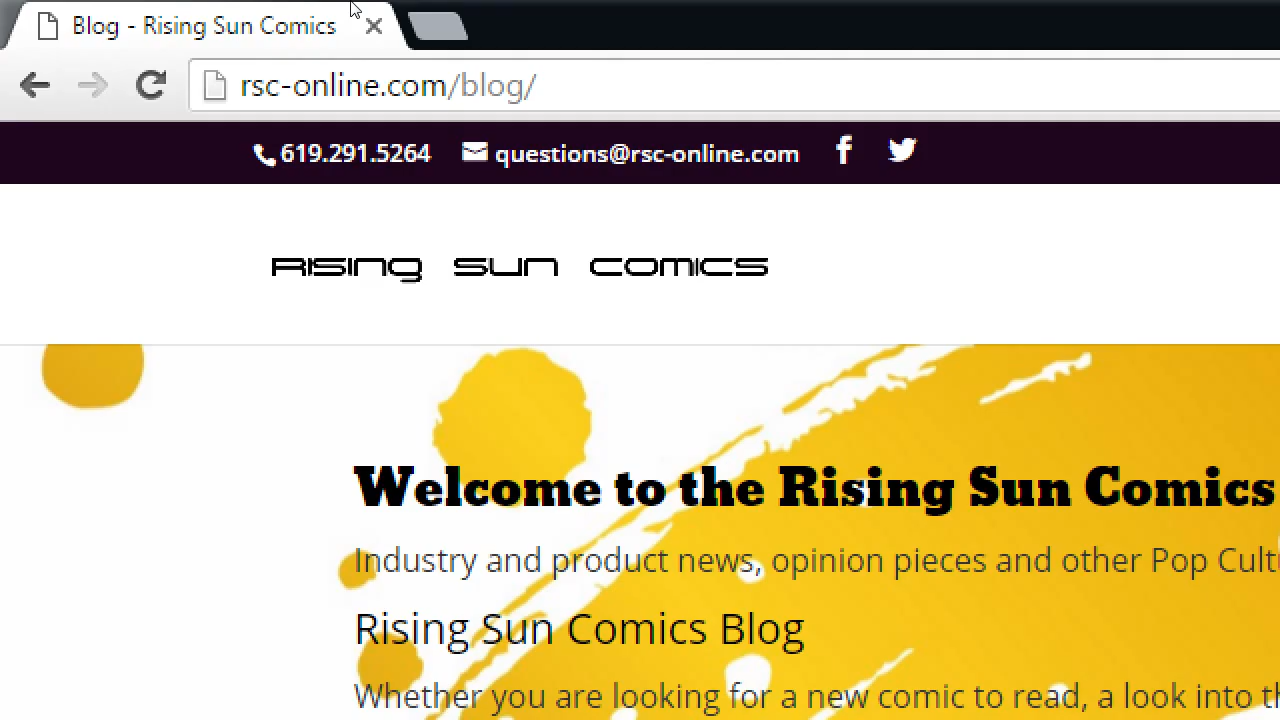 Blog - Rising Sun Comics
rsc-online.com/blog/
619.291.5264 questions@rsc-online.com
Rising Sun Comics
Welcome to the Rising Sun Comics
Industry and product news, opinion pieces and other Pop
Rising Sun Comics Blog
Whether you are looking for a new comic to read, a look into